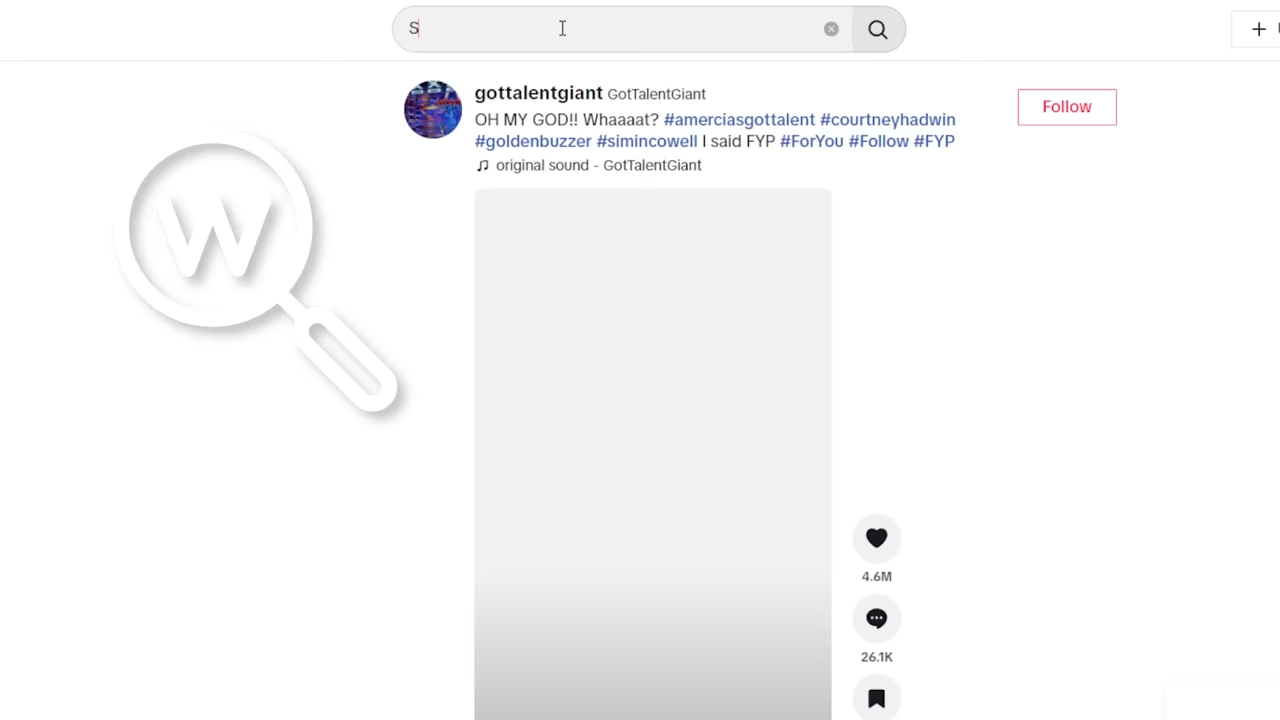 S
gottalentgiant GotTalentGiant
OH MY GOD!! Whaaaat? #amerciasgottalent #courtneyhadwin
#goldenbuzzer #simincowell I said FYP #ForYou #Follow #FYP
original sound - GotTalentGiant
Follow
W
4.6M
26.1K